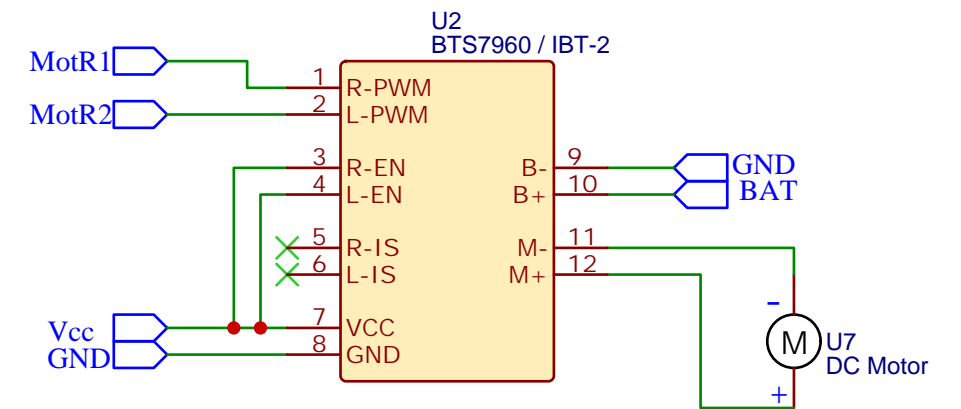 U2
BTS7960 / IBT-2
MotR1
1
R-PWM
MotR2
2
L-PWM
3
R-EN
B-
9
GND
4
L-EN
B+
10
BAT
5
R-IS
M-
11
6
L-IS
M+
12
-
Vcc
7
VCC
M
U7
GND
8
GND
DC Motor
+